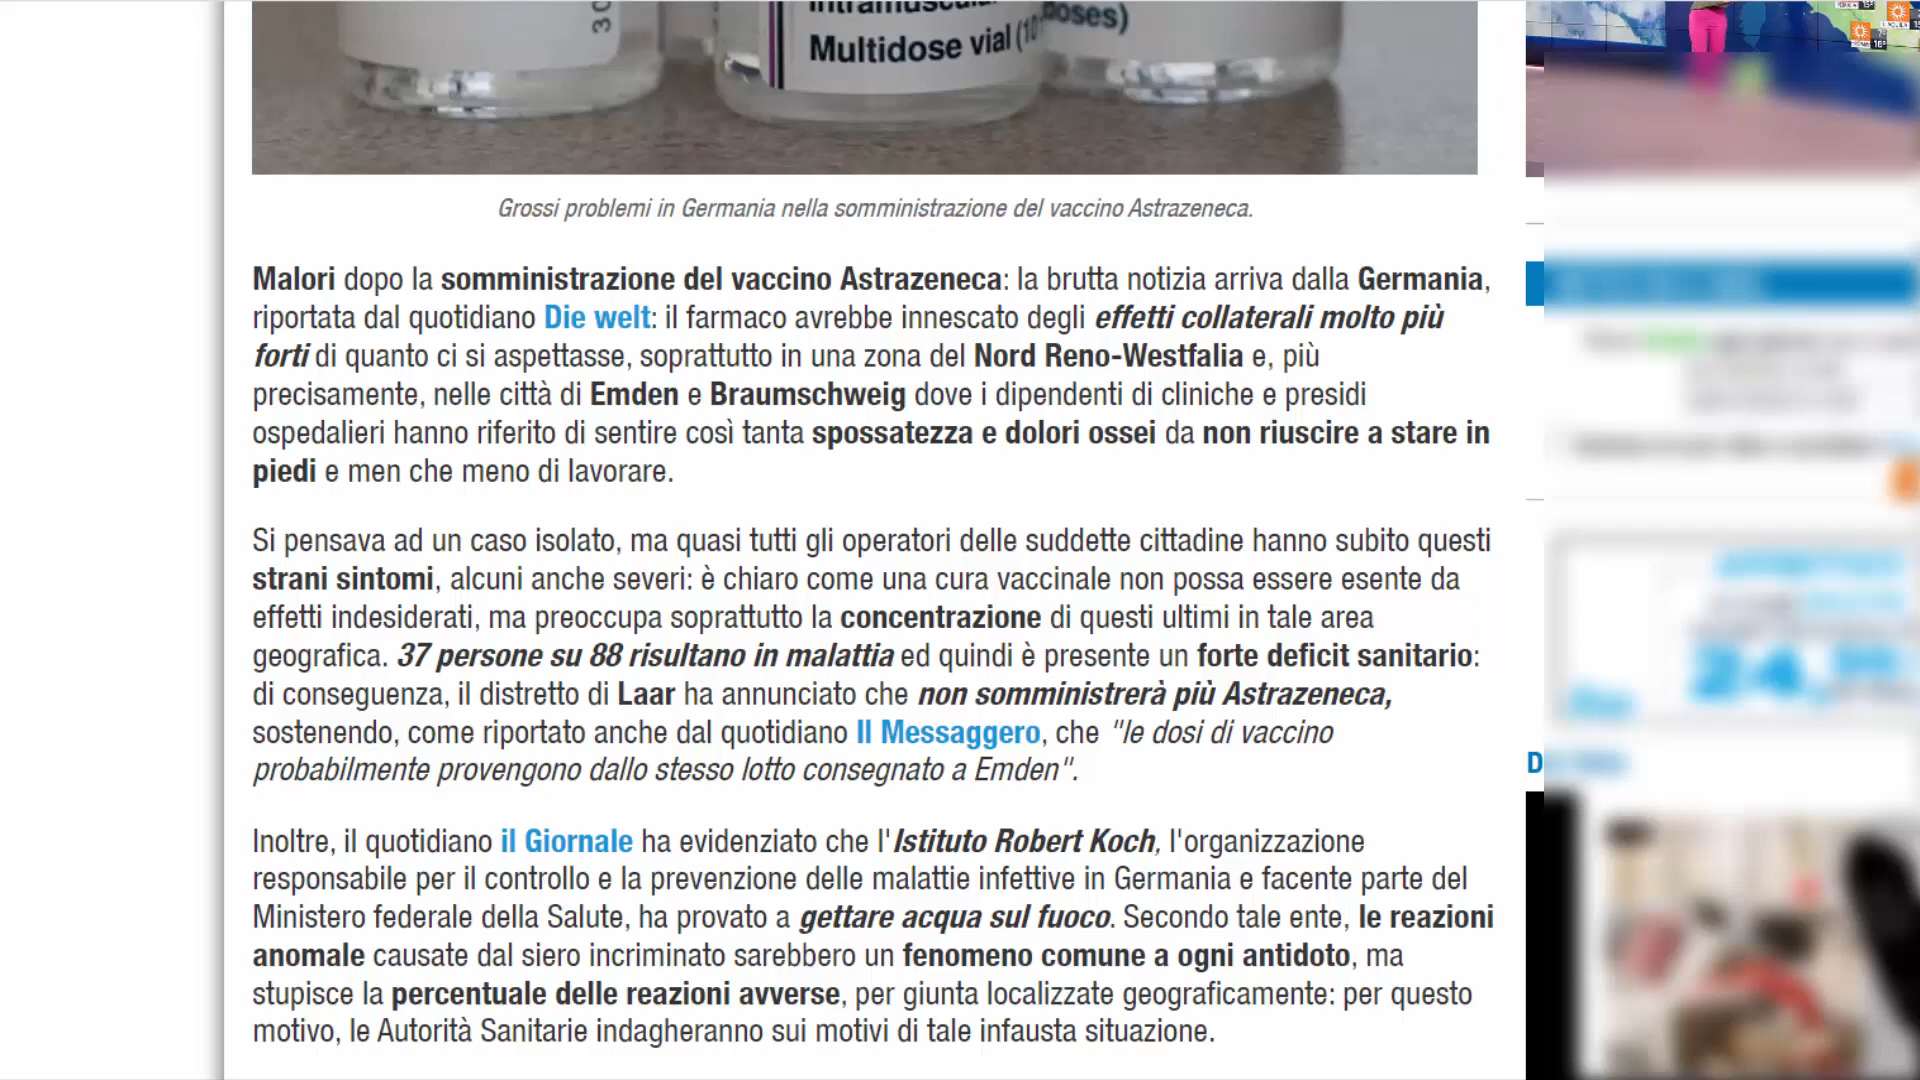 30
Intramuscula
Multidose vial (10
doses)
Grossi problemi in Germania nella somministrazione del vaccino Astrazeneca.
Malori dopo la somministrazione del vaccino Astrazeneca: la brutta notizia arriva dalla Germania,
riportata dal quotidiano Die welt: il farmaco avrebbe innescato degli effetti collaterali molto più
forti di quanto ci si aspettasse, soprattutto in una zona del Nord Reno-Westfalia e, più
precisamente, nelle città di Emden e Braumschweig dove i dipendenti di cliniche e presidi
ospedalieri hanno riferito di sentire così tanta spossatezza e dolori ossei da non riuscire a stare in
piedi e men che meno di lavorare.
Si pensava ad un caso isolato, ma quasi tutti gli operatori delle suddette cittadine hanno subito questi
strani sintomi, alcuni anche severi: è chiaro come una cura vaccinale non possa essere esente da
effetti indesiderati, ma preoccupa soprattutto la concentrazione di questi ultimi in tale area
geografica. 37 persone su 88 risultano in malattia ed quindi è presente un forte deficit sanitario:
di conseguenza, il distretto di Laar ha annunciato che non somministrerà più Astrazeneca,
sostenendo, come riportato anche dal quotidiano Il Messaggero, che "le dosi di vaccino
probabilmente provengono dallo stesso lotto consegnato a Emden".
Inoltre, il quotidiano il Giornale ha evidenziato che l'Istituto Robert Koch, l'organizzazione
responsabile per il controllo e la prevenzione delle malattie infettive in Germania e facente parte del
Ministero federale della Salute, ha provato a gettare acqua sul fuoco. Secondo tale ente, le reazioni
anomale causate dal siero incriminato sarebbero un fenomeno comune a ogni antidoto, ma
stupisce la percentuale delle reazioni avverse, per giunta localizzate geograficamente: per questo
motivo, le Autorità Sanitarie indagheranno sui motivi di tale infausta situazione.